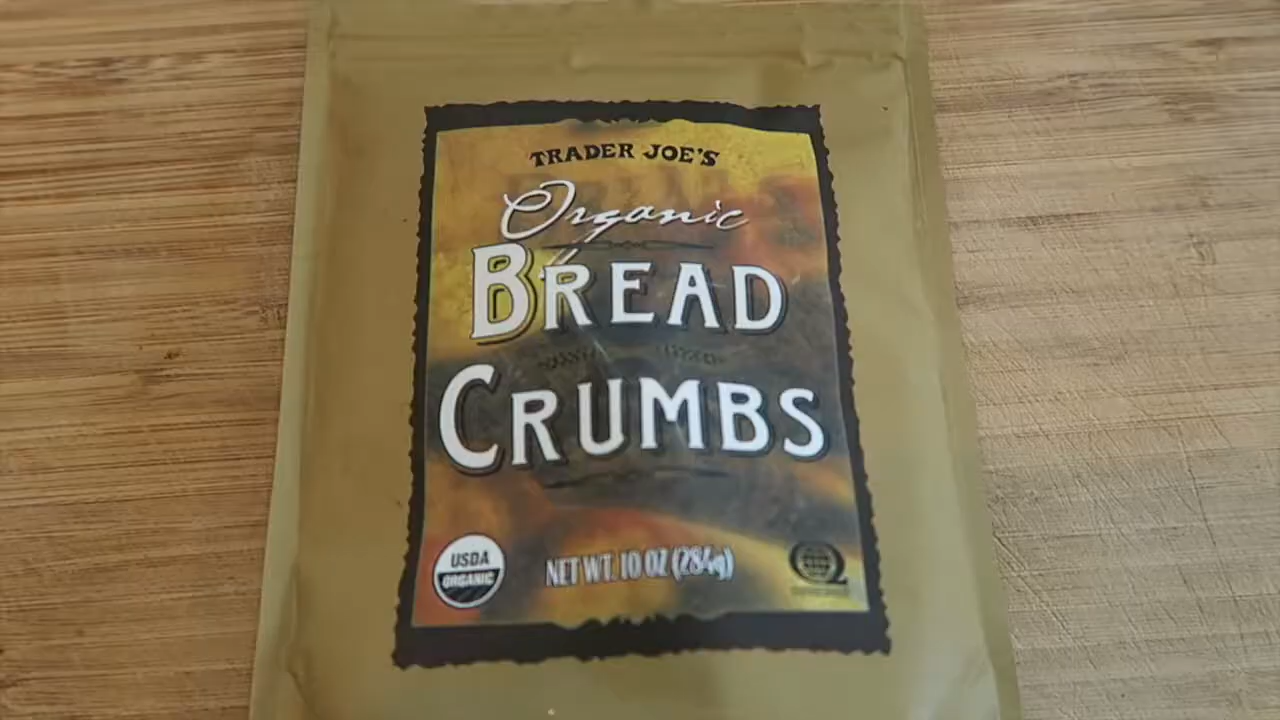 TRADER JOE'S
Organic
BREAD
CRUMBS
USDA
ORGANIC
NET WT. 10 OZ (284g)